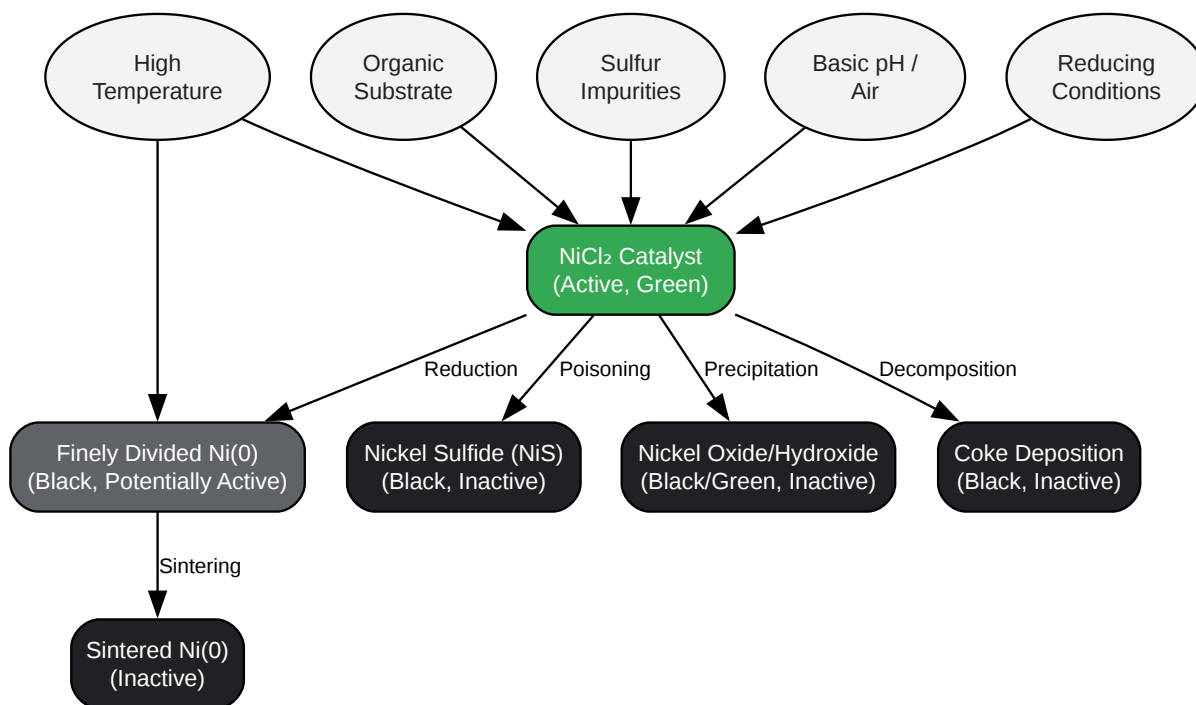 High
Temperature
Organic
Substrate
Sulfur
Impurities
Basic pH /
Air
Reducing
Conditions
NiCl₂ Catalyst
(Active, Green)
Reduction
Poisoning
Precipitation
Decomposition
Finely Divided Ni(0)
(Black, Potentially Active)
Nickel Sulfide (NiS)
(Black, Inactive)
Nickel Oxide/Hydroxide
(Black/Green, Inactive)
Coke Deposition
(Black, Inactive)
Sintering
Sintered Ni(0)
(Inactive)